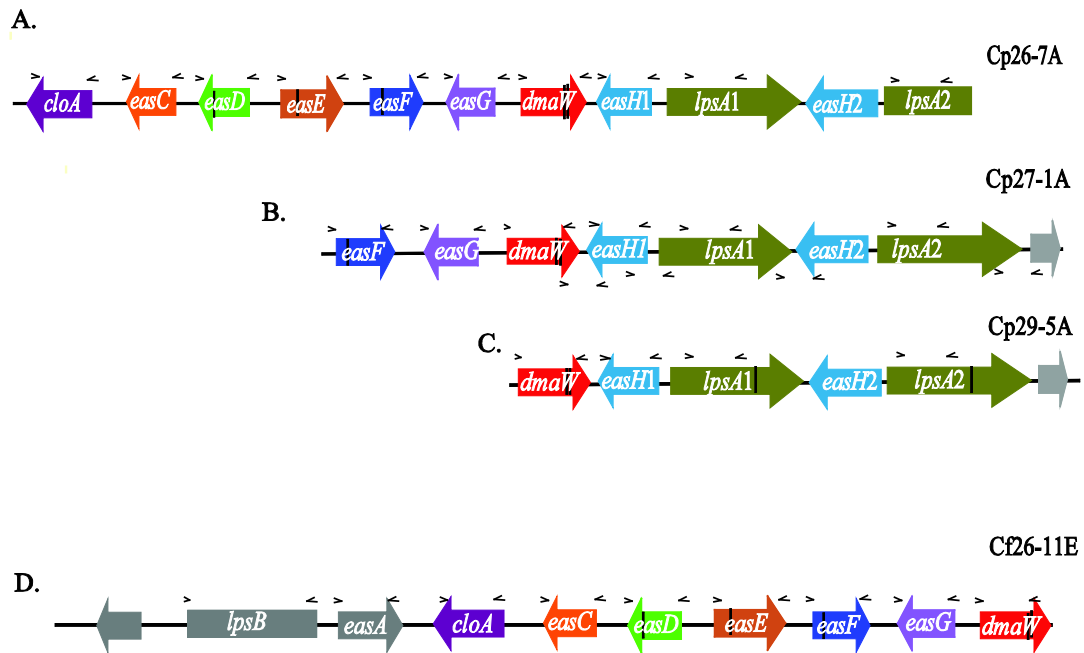 A.
Cp26-7A
cloA easC easD easE easF easG dmaW easH1 lpsA1 easH2 lpsA2
Cp27-1A
B.
easF easG dmaW easH1 lpsA1 easH2 lpsA2
Cp29-5A
C.
dmaW easH1 lpsA1 easH2 lpsA2
Cf26-11E
D.
lpsB easA cloA easC easD easE easF easG dmaW